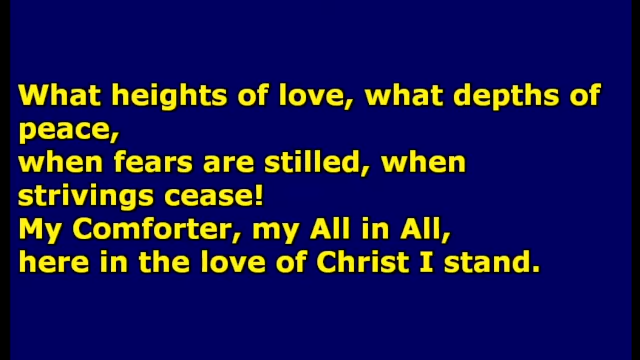 What heights of love, what depths of
peace,
when fears are stilled, when
strivings cease!
My Comforter, my All in All,
here in the love of Christ I stand.